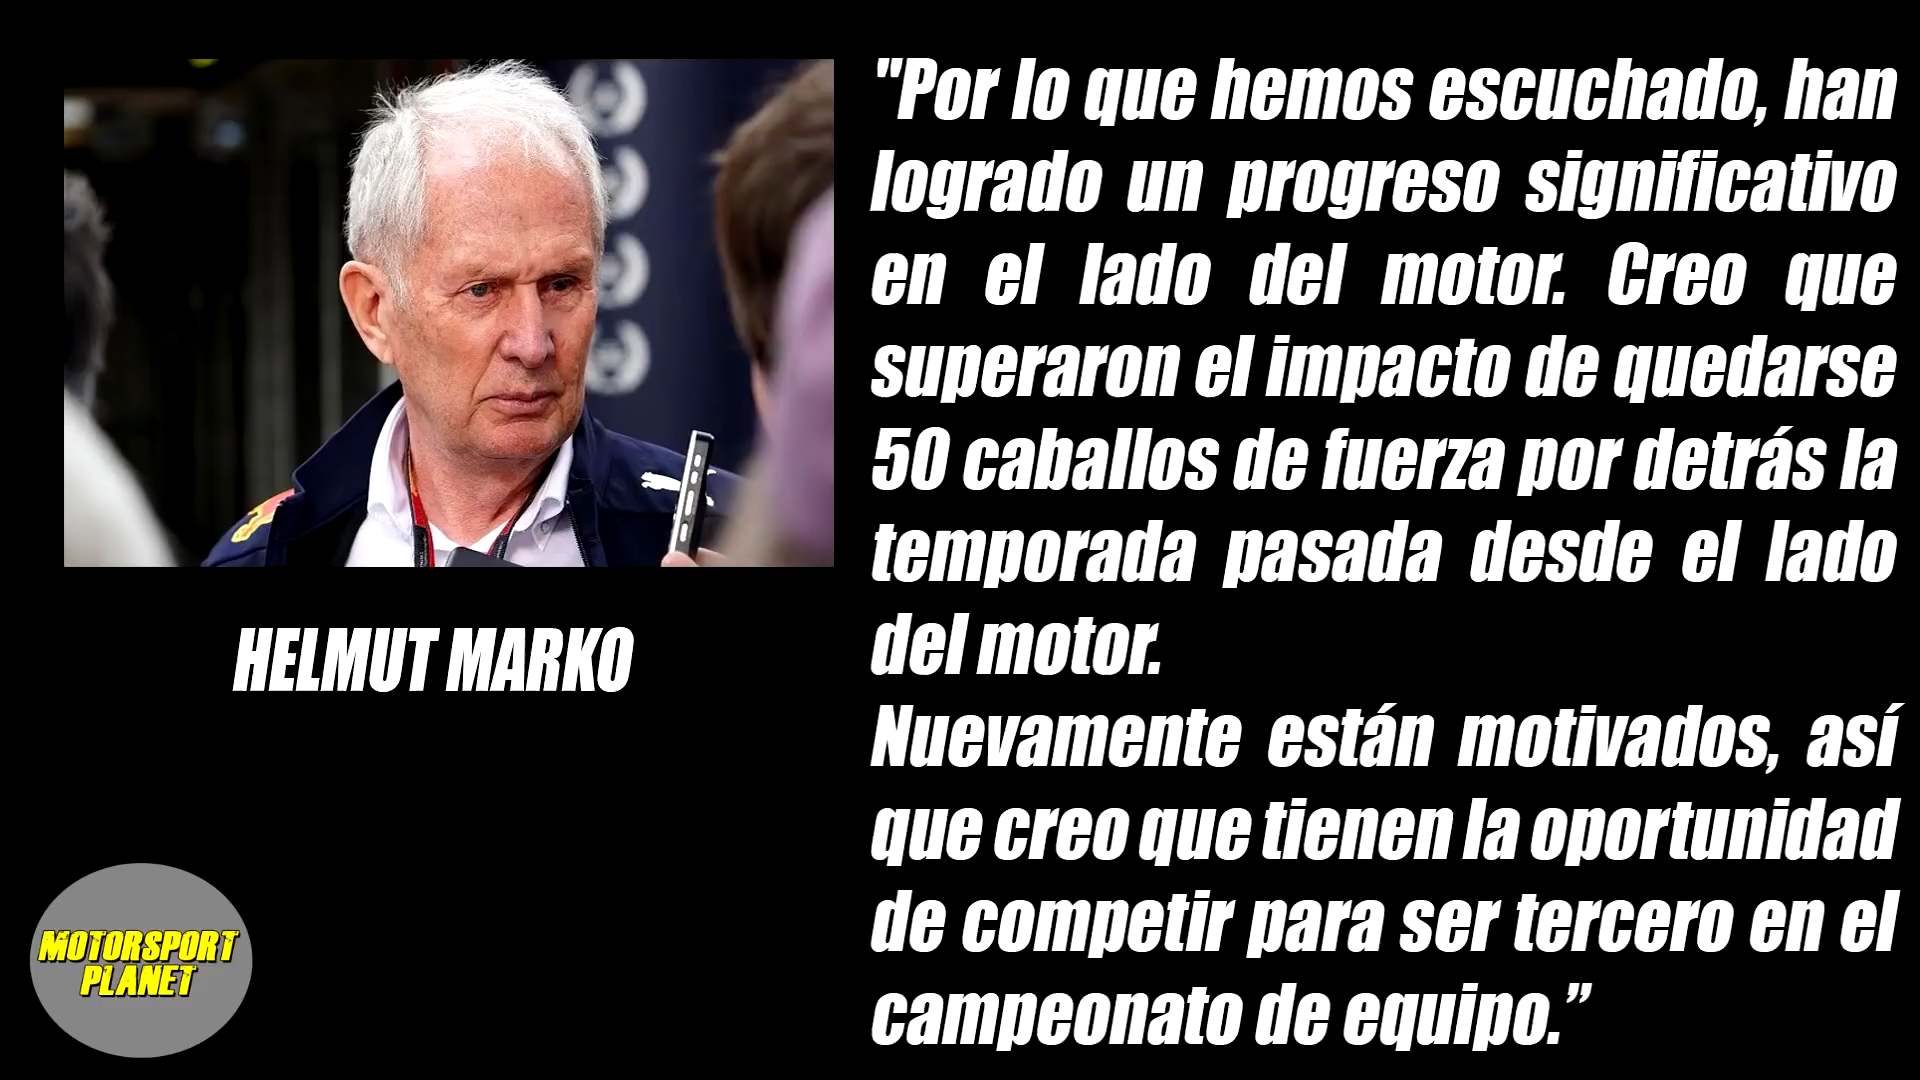 "Por lo que hemos escuchado, han
logrado un progreso significativo
en el lado del motor. Creo que
superaron el impacto de quedarse
50 caballos de fuerza por detrás la
temporada pasada desde el lado
del motor.
Nuevamente están motivados, así
que creo que tienen la oportunidad
de competir para ser tercero en el
campeonato de equipo.”
HELMUT MARKO
MOTORSPORT
PLANET